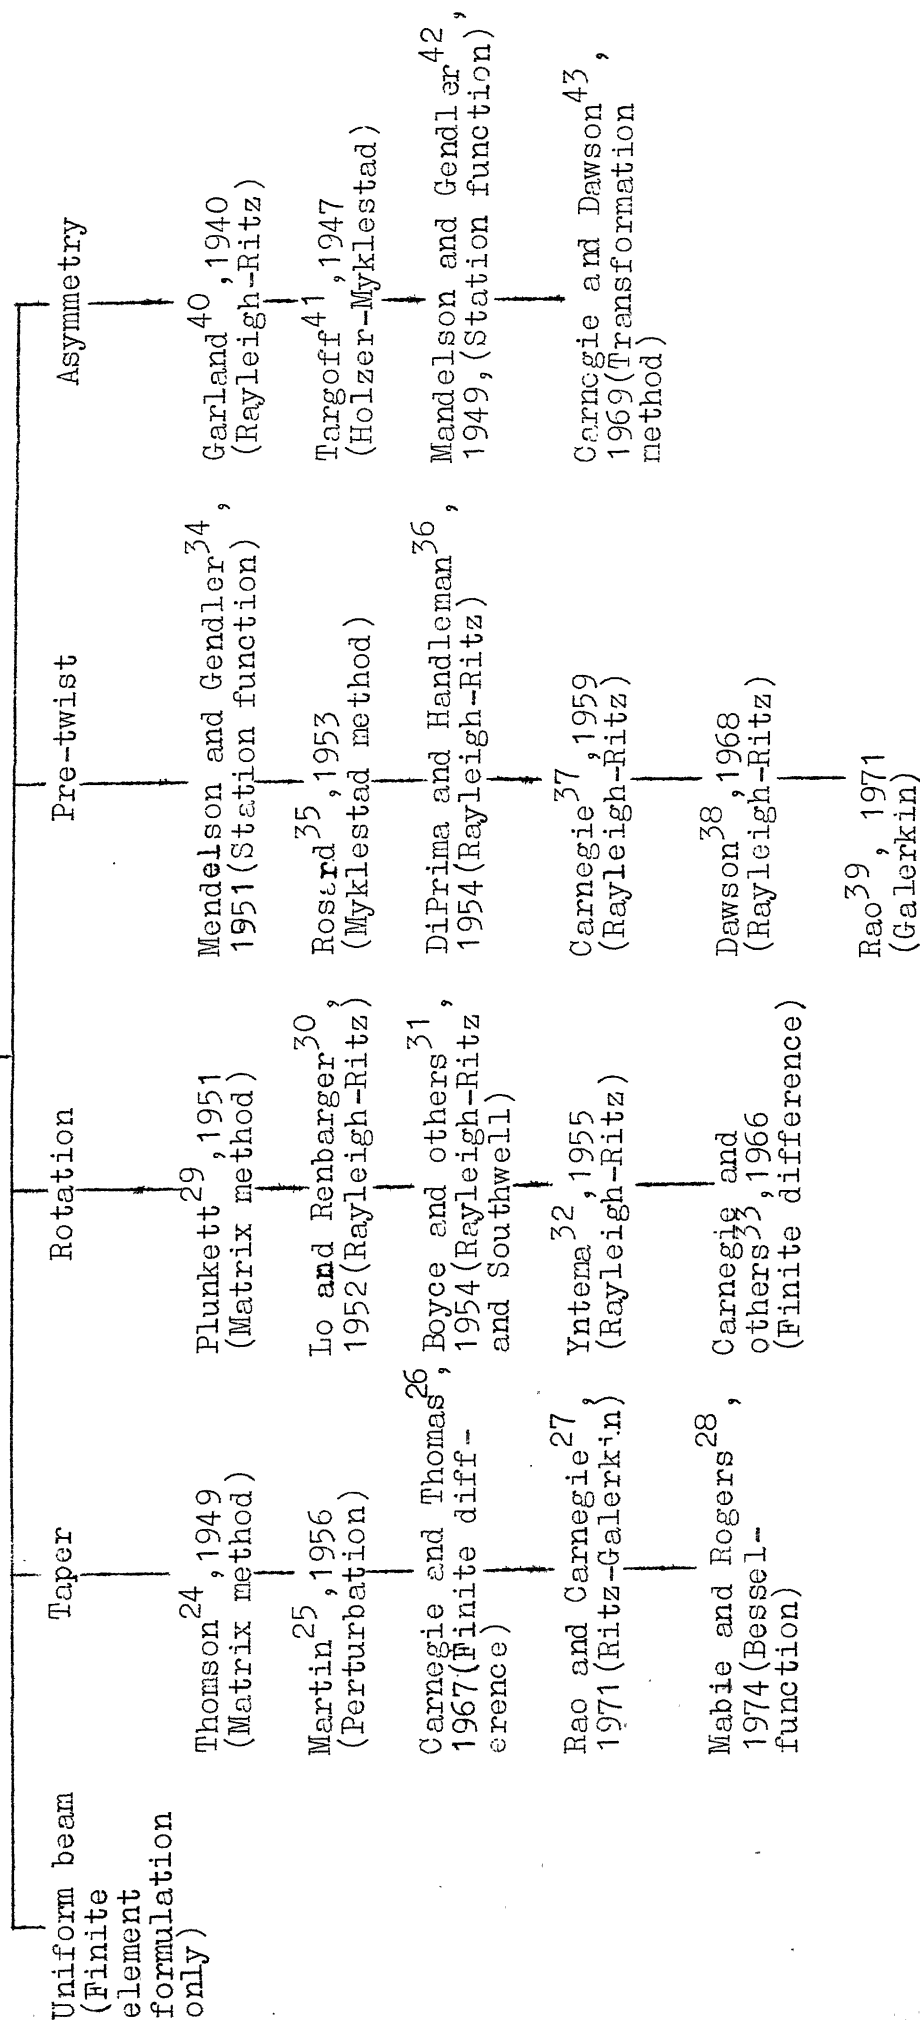 Uniform beam
(Finite
element
formulation
only)
Taper
Thomson24,1949
(Matrix method)
Martin25,1956
(Perturbation)
Carnegie and Thomas26,
1967(Finite diff-
erence)
Rao and Carnegie27,
1971(Ritz-Galerkin)
Mabie and Rogers28,
1974(Bessel-
function)
Rotation
Plunkett29,1951
(Matrix method)
Lo and Renbarger30,
1952(Rayleigh-Ritz)
Boyce and others31,
1954(Rayleigh-Ritz
and Southwell)
Yntema32,1955
(Rayleigh-Ritz)
Carnegie and
others33,1966
(Finite difference)
Pre-twist
Mendelson and Gendler34,
1951(Station function)
Rosard35,1953
(Myklestad method)
DiPrima and Handleman36,
1954(Rayleigh-Ritz)
Carnegie37,1959
(Rayleigh-Ritz)
Dawson38,1968
(Rayleigh-Ritz)
Rao39, 1971
(Galerkin)
Asymmetry
Garland40,1940
(Rayleigh-Ritz)
Targoff41,1947
(Holzer-Myklestad)
Mandelson and Gendler42,
1949,(Station function)
Carnegie and Dawson43,
1969(Transformation
method)